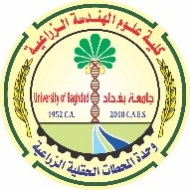 كلية علوم الهندسة الزراعية
University of Baghdad
جامعة بغداد
1952 C.A.
2018 C.A.E.S.
وحدة المحطات الحقلية الزراعية